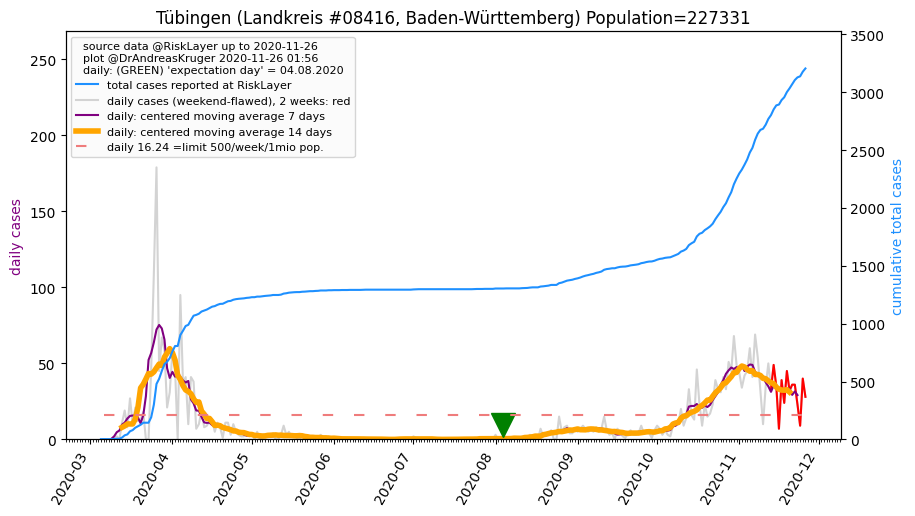 Tübingen (Landkreis #08416, Baden-Württemberg) Population=227331
source data @RiskLayer up to 2020-11-26
plot @DrAndreasKruger 2020-11-26 01:56
daily: (GREEN) 'expectation day' = 04.08.2020
total cases reported at RiskLayer
daily cases (weekend-flawed), 2 weeks: red
daily: centered moving average 7 days
daily: centered moving average 14 days
daily 16.24 =limit 500/week/1mio pop.
daily cases
250
200
150
100
50
0
cumulative total cases
3500
3000
2500
2000
1500
1000
500
0
2020-03
2020-04
2020-05
2020-06
2020-07
2020-08
2020-09
2020-10
2020-11
2020-12